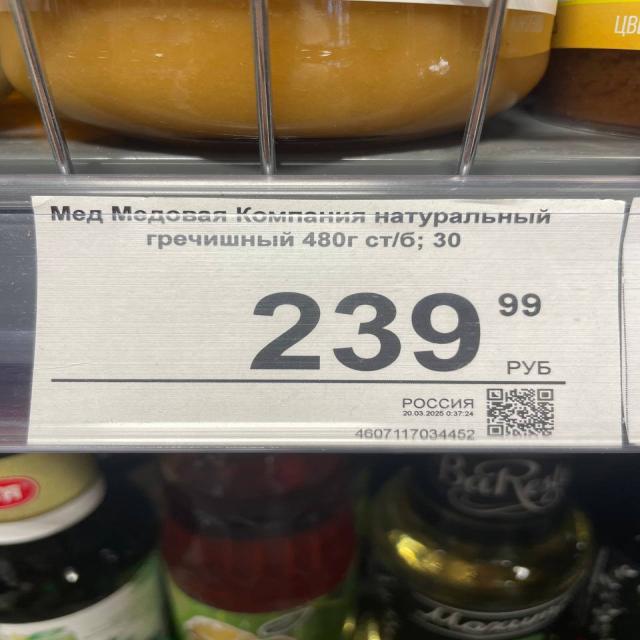 ЦВ
Мед Медовая Компания натуральный
гречишный 480г ст/б; 30
239 99
РУБ
РОССИЯ
20.03.2025 0:37:24
4607117034452